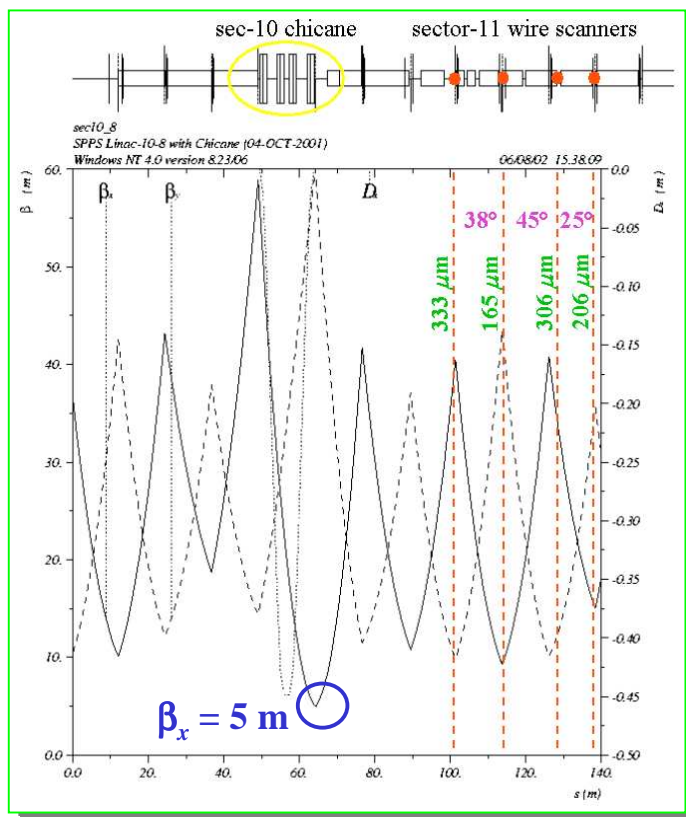 sec-10 chicane sector-11 wire scanners
sec10_8
SPPS Linac-10-8 with Chicane (04-OCT-2001)
Windows NT 4.0 version 8.23/06 06/08/02 15.38.09
β (m)
60.
50.
40.
30.
20.
10.
0.0
βx βy Dx
38° 45° 25°
333 μm 165 μm 306 μm 206 μm
βx = 5 m
0.0
-0.05
-0.10
-0.15
-0.20
-0.25
-0.30
-0.35
-0.40
-0.45
-0.50
Dx (m)
0.0 20. 40. 60. 80. 100. 120. 140.
s (m)